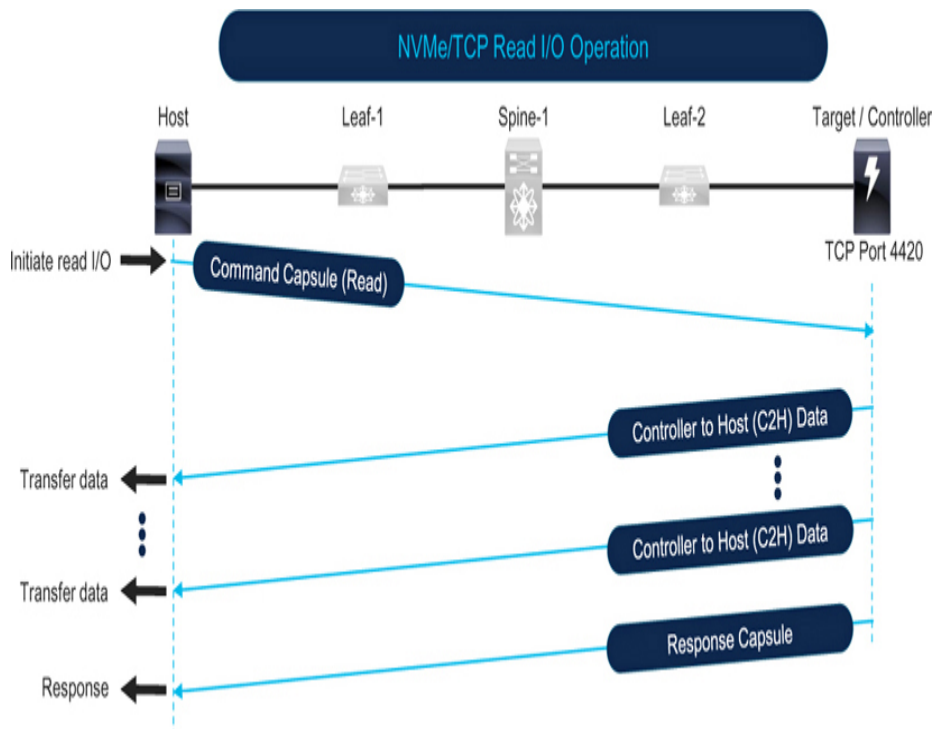 NVMe/TCP Read I/O Operation
Host
Leaf-1
Spine-1
Leaf-2
Target / Controller
TCP Port 4420
Initiate read I/O
Command Capsule (Read)
Controller to Host (C2H) Data
Transfer data
Controller to Host (C2H) Data
Transfer data
Response Capsule
Response